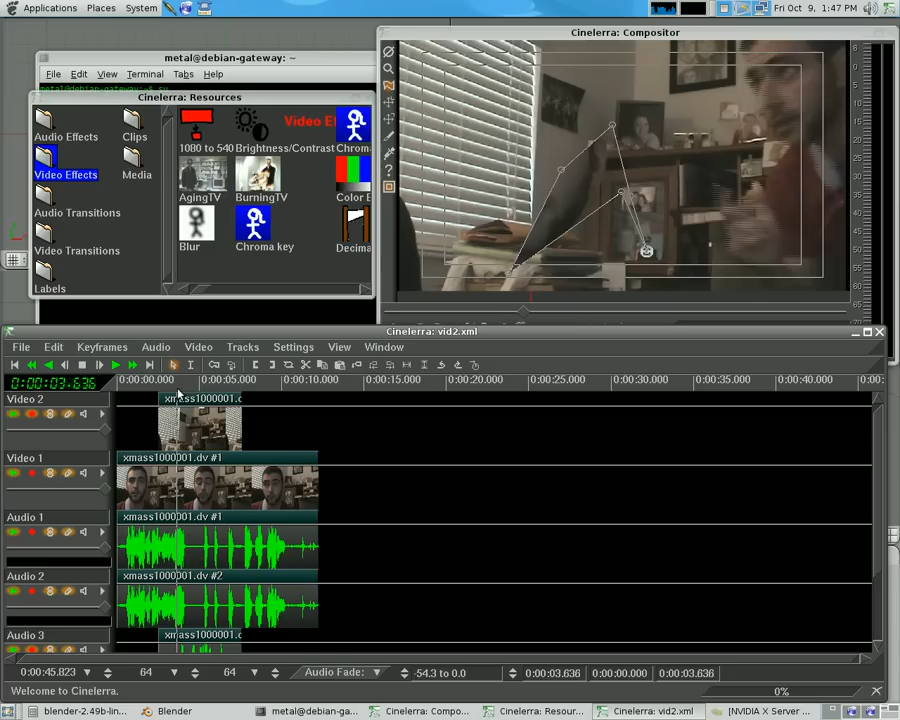 Applications Places System
Fri Oct 9, 1:47 PM
Cinelerra: Compositor
metal@debian-gateway: ~
File Edit View Terminal Tabs Help
Cinelerra: Resources
Audio Effects
Clips
Video Effects
Media
Audio Transitions
Video Transitions
Labels
Video Ef
1080 to 540 Brightness/Contrast Chrom
AgingTV BurningTV Color E
Blur Chroma key Decima
Cinelerra: vid2.xml
File Edit Keyframes Audio Video Tracks Settings View Window
0:00:03.636
0:00:00.000 0:00:05.000 0:00:10.000 0:00:15.000 0:00:20.000 0:00:25.000 0:00:30.000 0:00:35.000 0:00:40.000 0:00:
Video 2
xmass1000001.d
Video 1
xmass1000001.dv #1
Audio 1
xmass1000001.dv #1
Audio 2
xmass1000001.dv #2
Audio 3
xmass1000001.d
0:00:45.823 64 64 Audio Fade: -54.3 to 0.0 0:00:03.636 0:00:00.000 0:00:03.636
Welcome to Cinelerra.
0%
blender-2.49b-lin... Blender metal@debian-ga... Cinelerra: Compo... Cinelerra: Resour... Cinelerra: vid2.xml [NVIDIA X Server ...